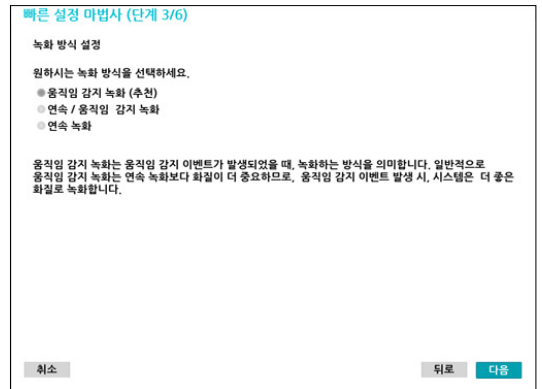 빠른 설정 마법사 (단계 3/6)
녹화 방식 설정
원하시는 녹화 방식을 선택하세요.
움직임 감지 녹화 (추천)
연속 / 움직임 감지 녹화
연속 녹화
움직임 감지 녹화는 움직임 감지 이벤트가 발생되었을 때, 녹화하는 방식을 의미합니다. 일반적으로
움직임 감지 녹화는 연속 녹화보다 화질이 더 중요하므로, 움직임 감지 이벤트 발생 시, 시스템은 더 좋은
화질로 녹화합니다.
취소
뒤로
다음